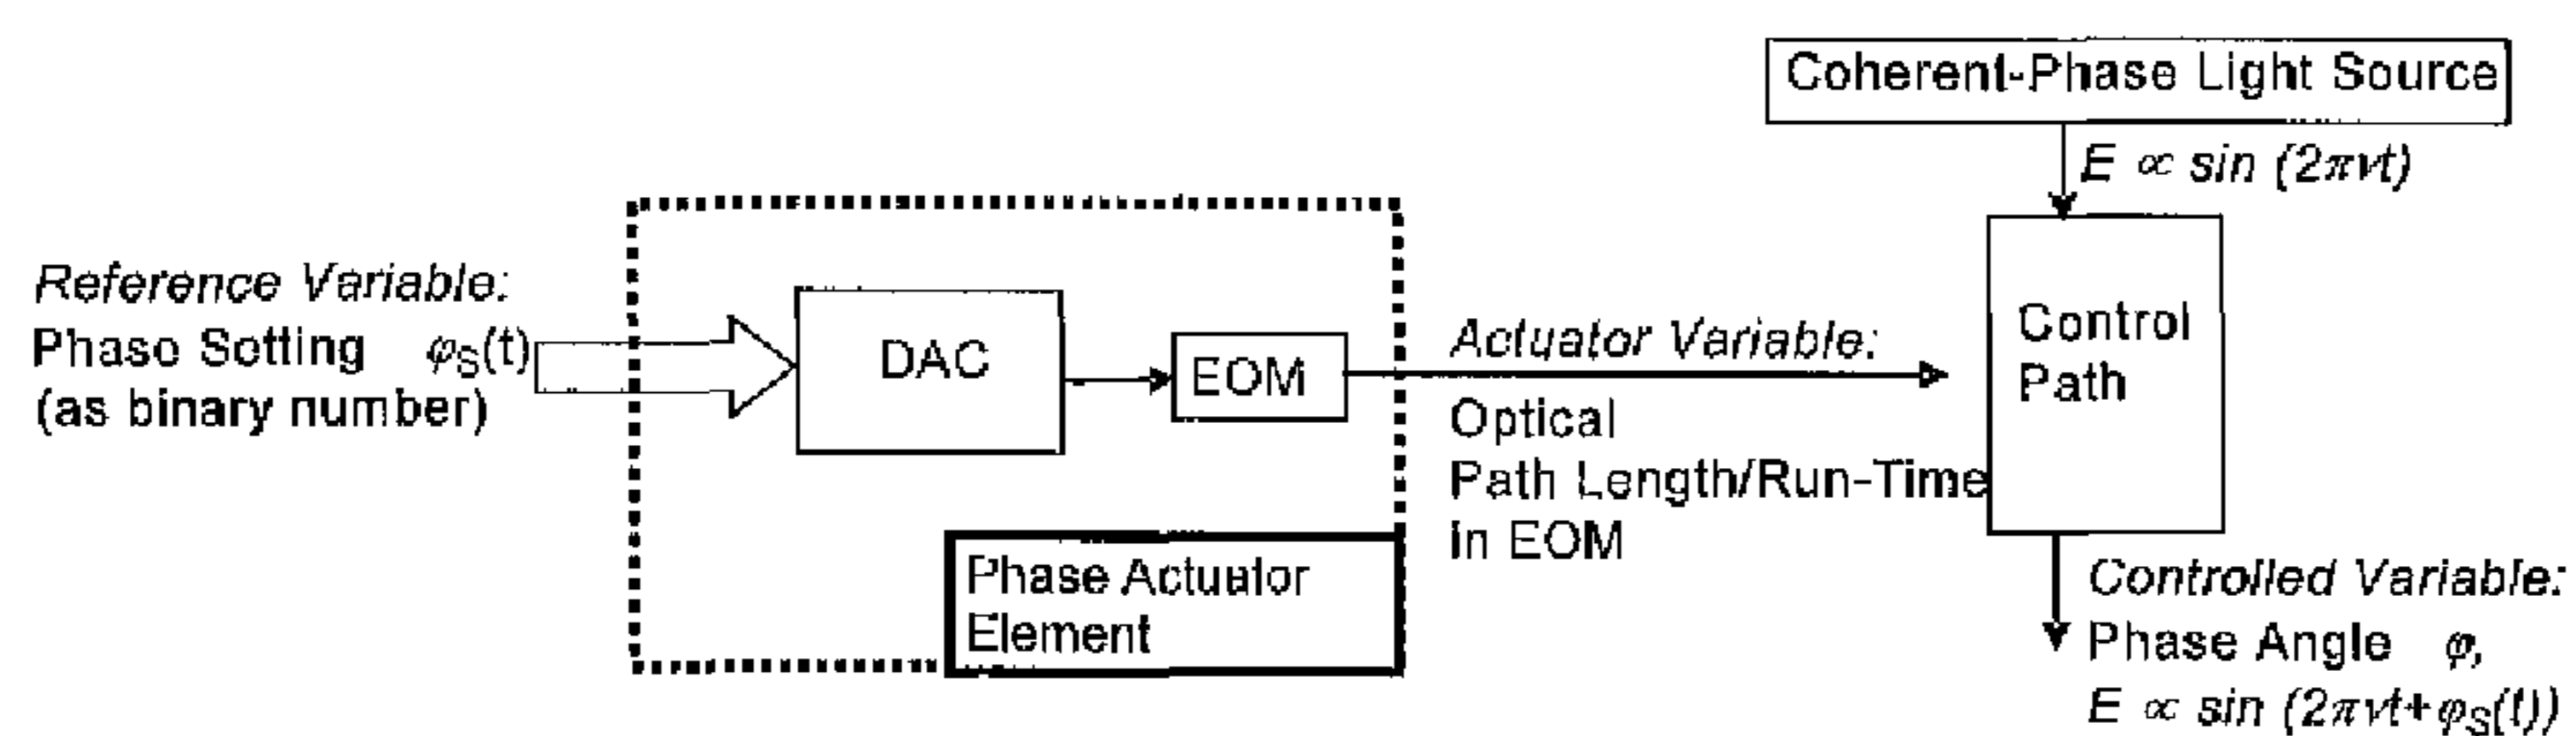 Coherent-Phase Light Source
E ∝ sin (2πνt)
Reference Variable:
Phase Setting φS(t)
(as binary number)
DAC
EOM
Actuator Variable:
Optical
Path Length/Run-Time
in EOM
Control
Path
Phase Actuator
Element
Controlled Variable:
Phase Angle φ,
E ∝ sin (2πνt+φS(t))